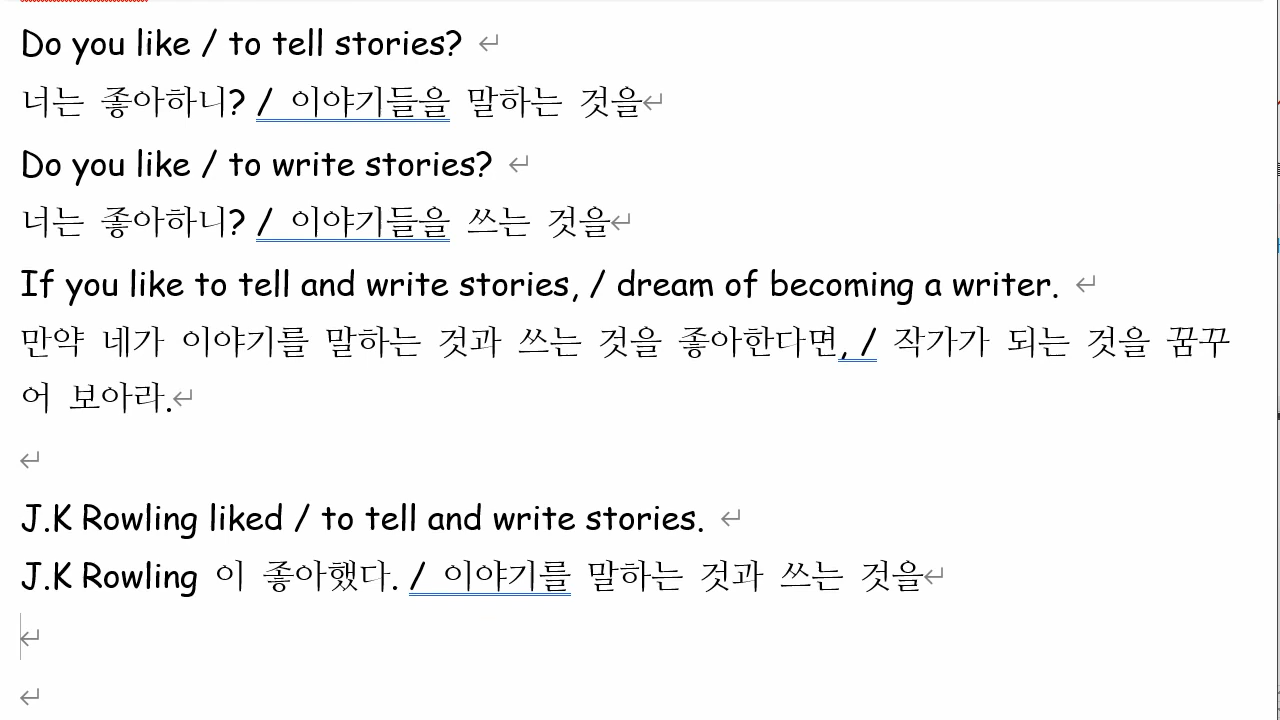 Do you like / to tell stories?
너는 좋아하니? / 이야기들을 말하는 것을
Do you like / to write stories?
너는 좋아하니? / 이야기들을 쓰는 것을
If you like to tell and write stories, / dream of becoming a writer.
만약 네가 이야기를 말하는 것과 쓰는 것을 좋아한다면, / 작가가 되는 것을 꿈꾸
어 보아라.
J.K Rowling liked / to tell and write stories.
J.K Rowling 이 좋아했다. / 이야기를 말하는 것과 쓰는 것을